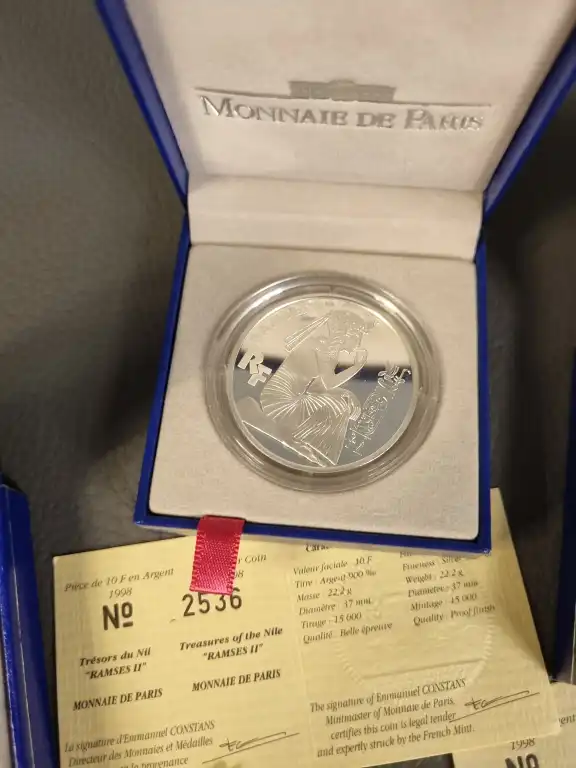 MONNAIE DE PARIS
RF
Pièce de 10 F en Argent
1998
Coin
Nº 2536
Trésors du Nil
"RAMSES II"
Treasures of the Nile
"RAMSES II"
MONNAIE DE PARIS
MONNAIE DE PARIS
La signature d'Emmanuel CONSTANS
Directeur des Monnaies et Médailles
Valeur faciale : 10 F
Titre : Argent 900 ‰
Masse : 22.2 g
Diamètre : 37 mm
Tirage : 15 000
Qualité : Belle épreuve
Weight : 22.2 g
Diameter : 37 mm
Mintage : 15 000
Quality : Proof finish
The signature of Emmanuel CONSTANS
Mintmaster of Monnaie de Paris,
certifies this coin is legal tender
and expertly struck by the French Mint.
1998
Nº